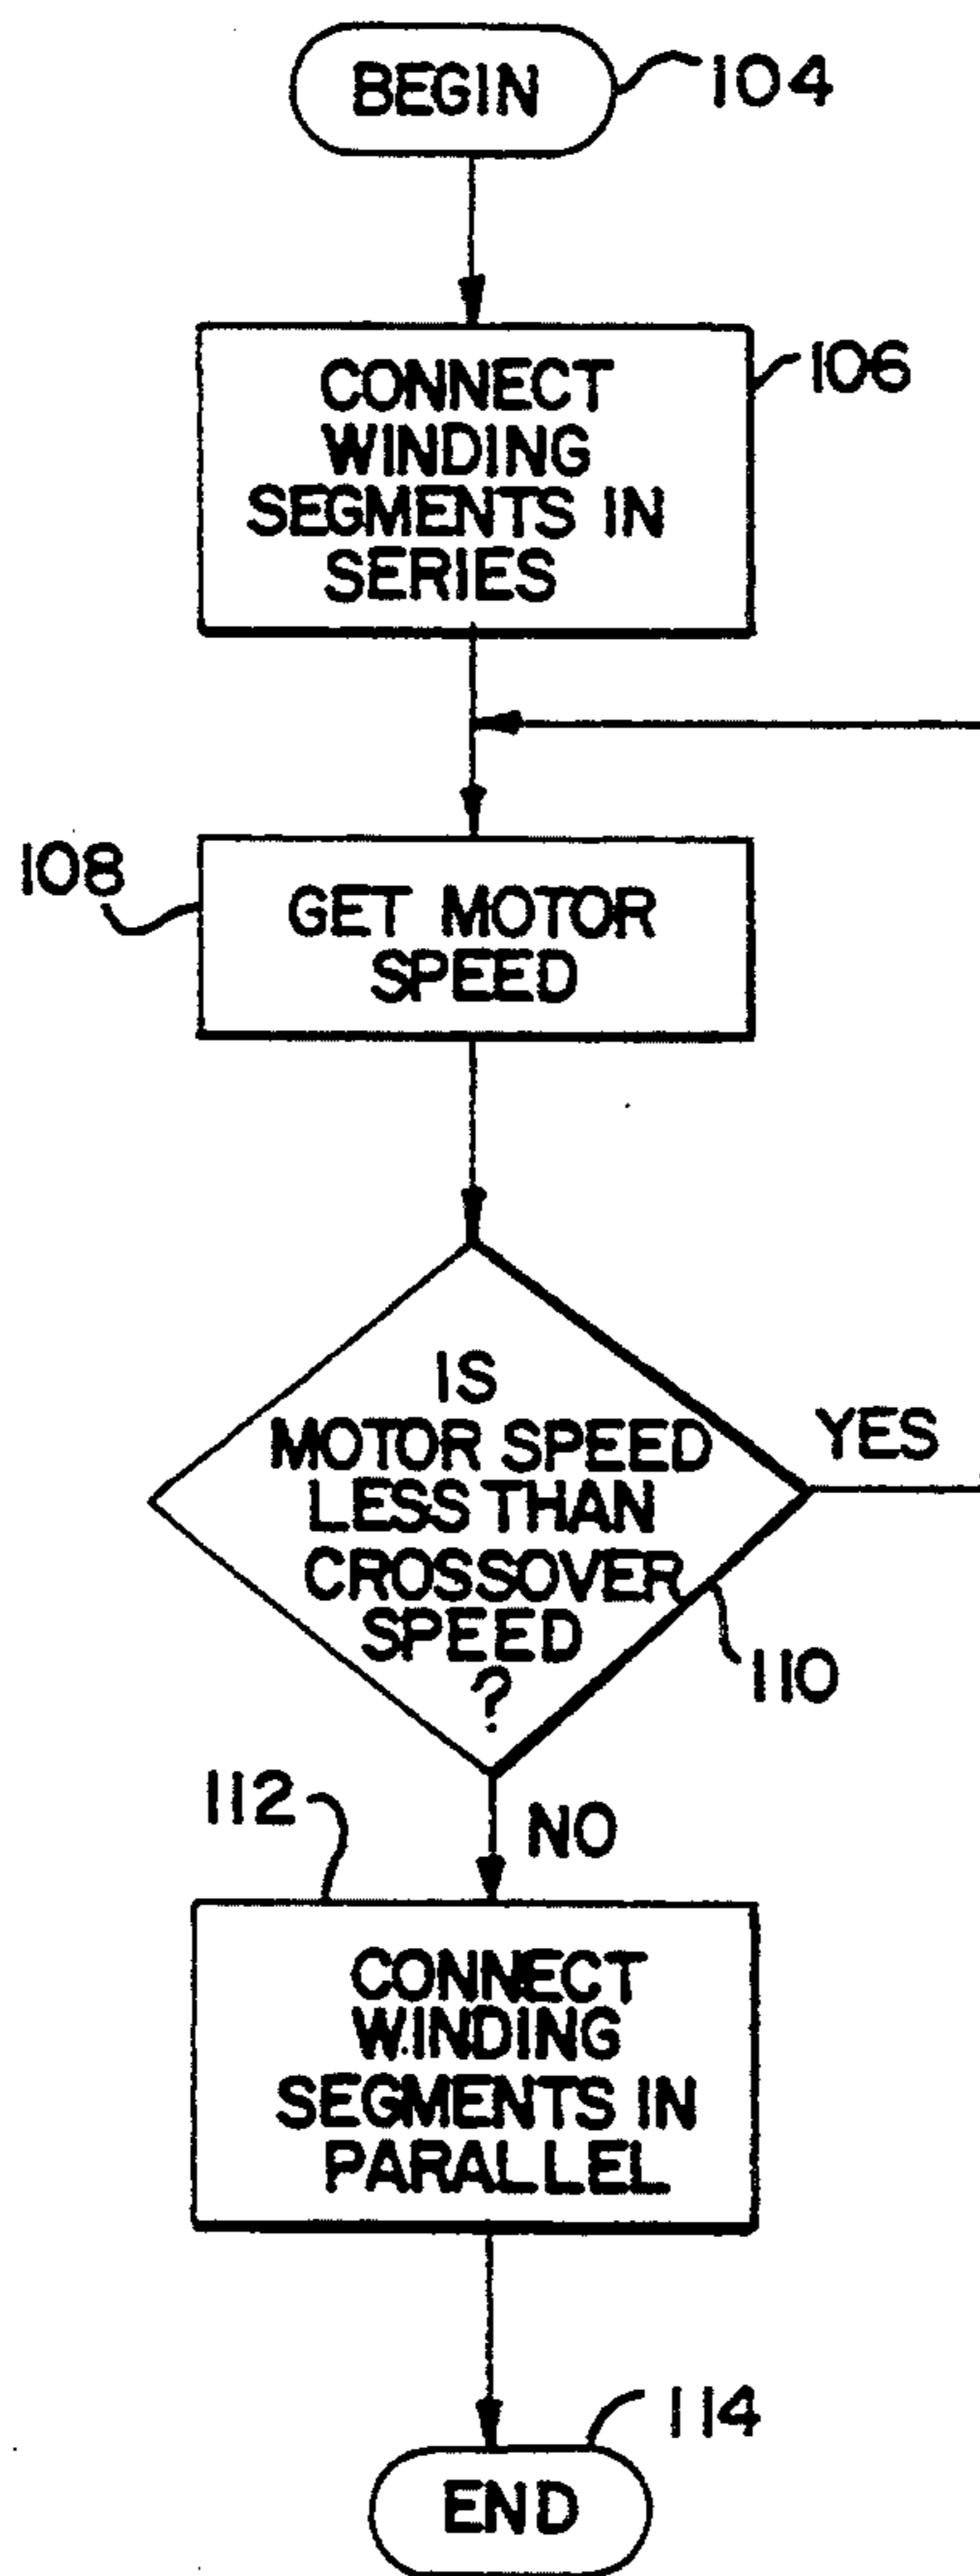 BEGIN
104
CONNECT
WINDING
SEGMENTS IN
SERIES
106
108
GET MOTOR
SPEED
IS
MOTOR SPEED
LESS THAN
CROSSOVER
SPEED
?
YES
110
NO
112
CONNECT
WINDING
SEGMENTS IN
PARALLEL
114
END